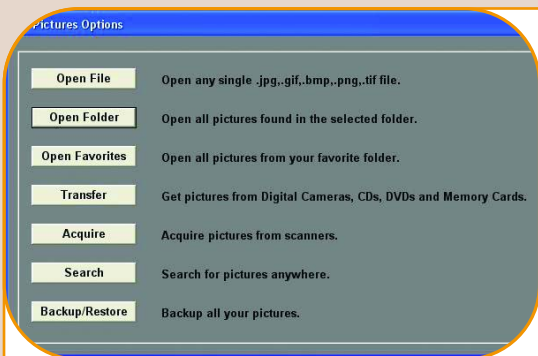 Pictures Options
Open File Open any single .jpg,.gif,.bmp,.png,.tif file.
Open Folder Open all pictures found in the selected folder.
Open Favorites Open all pictures from your favorite folder.
Transfer Get pictures from Digital Cameras, CDs, DVDs and Memory Cards.
Acquire Acquire pictures from scanners.
Search Search for pictures anywhere.
Backup/Restore Backup all your pictures.